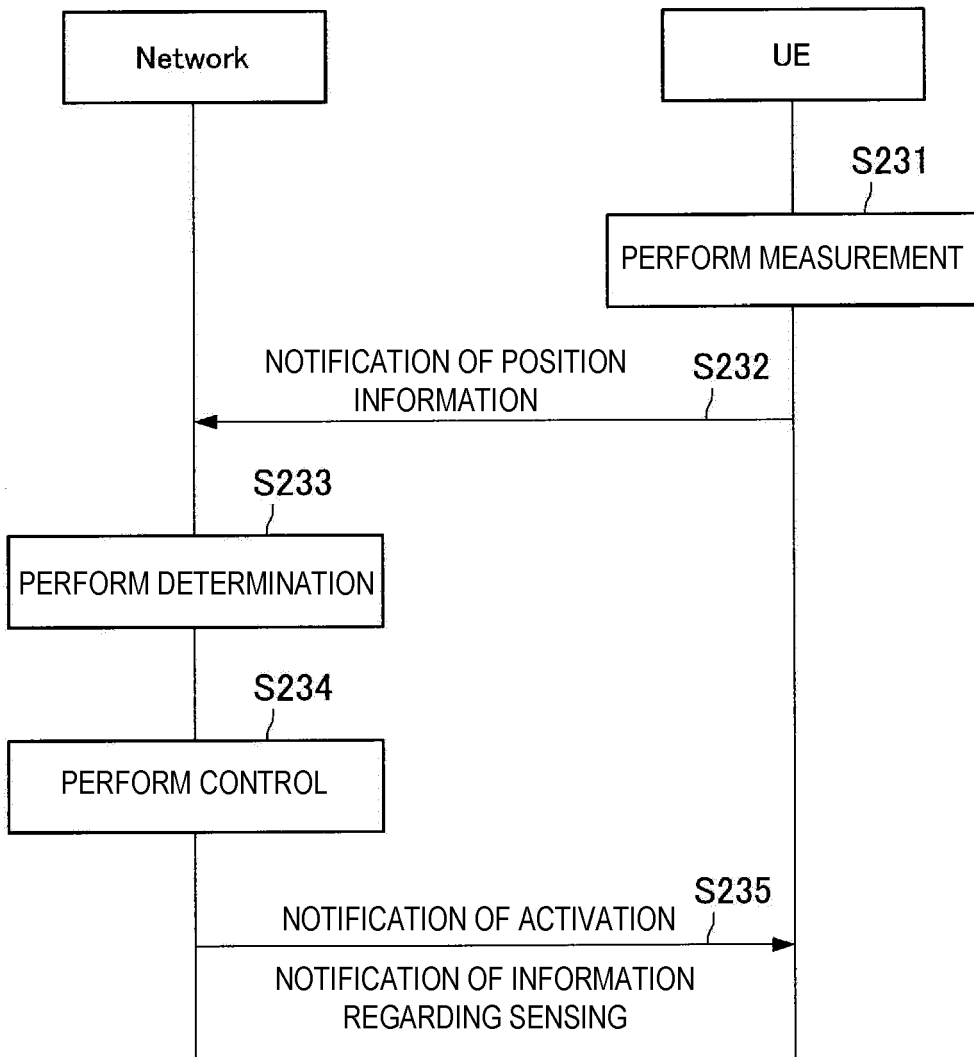 Network
UE
S231
PERFORM MEASUREMENT
NOTIFICATION OF POSITION
INFORMATION
S232
S233
PERFORM DETERMINATION
S234
PERFORM CONTROL
S235
NOTIFICATION OF ACTIVATION
NOTIFICATION OF INFORMATION
REGARDING SENSING